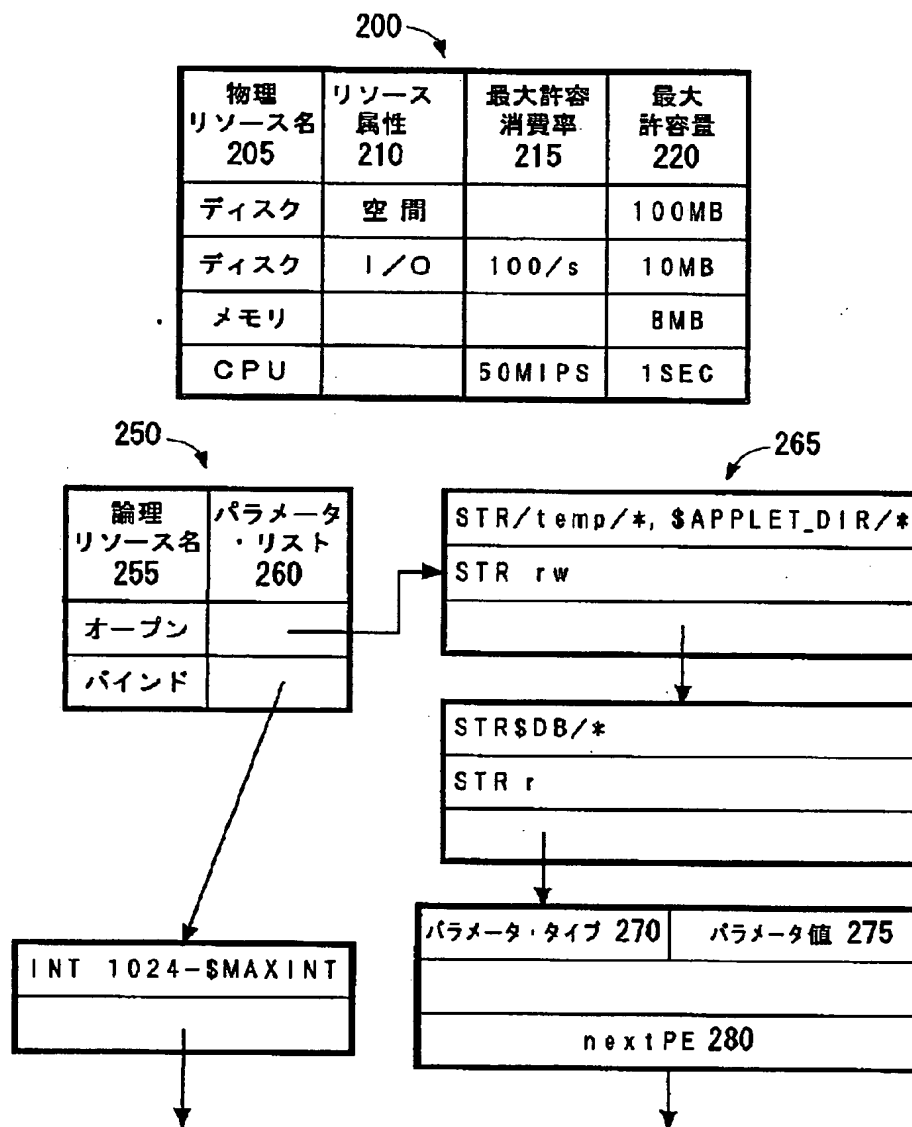 200
物理
リソース名
205
リソース
属性
210
最大許容
消費率
215
最大
許容量
220
ディスク 空間 100MB
ディスク I/O 100/s 10MB
メモリ 8MB
CPU 50MIPS 1SEC
250
265
論理
リソース名
255
パラメータ
・リスト
260
オープン
バインド
STR/temp/*, $APPLET_DIR/*
STR rw
STR$DB/*
STR r
パラメータ・タイプ 270 パラメータ値 275
nextPE 280
INT 1024-$MAXINT